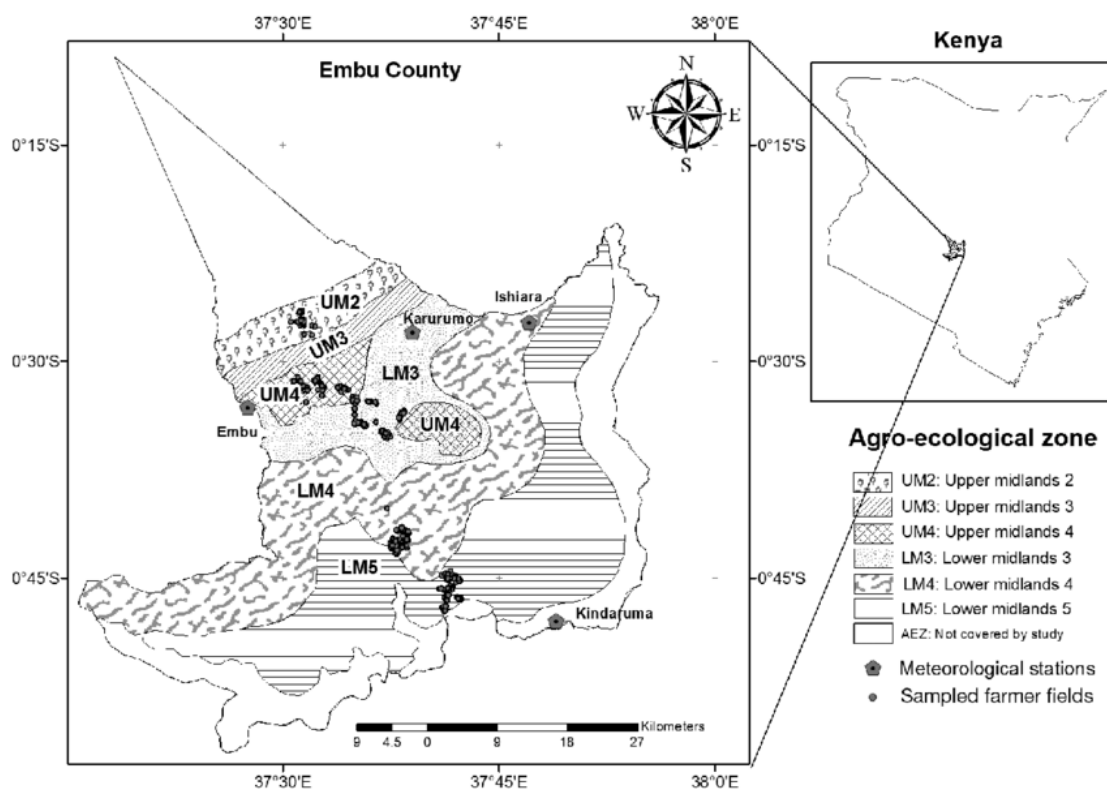 37°30'E 37°45'E 38°0'E
Embu County
N
W E
S
0°15'S 0°15'S
UM2
Ishiara
Karurumo
UM3
0°30'S 0°30'S
LM3
UM4
UM4
Embu
LM4
LM5
0°45'S 0°45'S
Kindaruma
Kilometers
9 4.5 0 9 18 27
37°30'E 37°45'E 38°0'E
Kenya
Agro-ecological zone
UM2: Upper midlands 2
UM3: Upper midlands 3
UM4: Upper midlands 4
LM3: Lower midlands 3
LM4: Lower midlands 4
LM5: Lower midlands 5
AEZ: Not covered by study
Meteorological stations
Sampled farmer fields